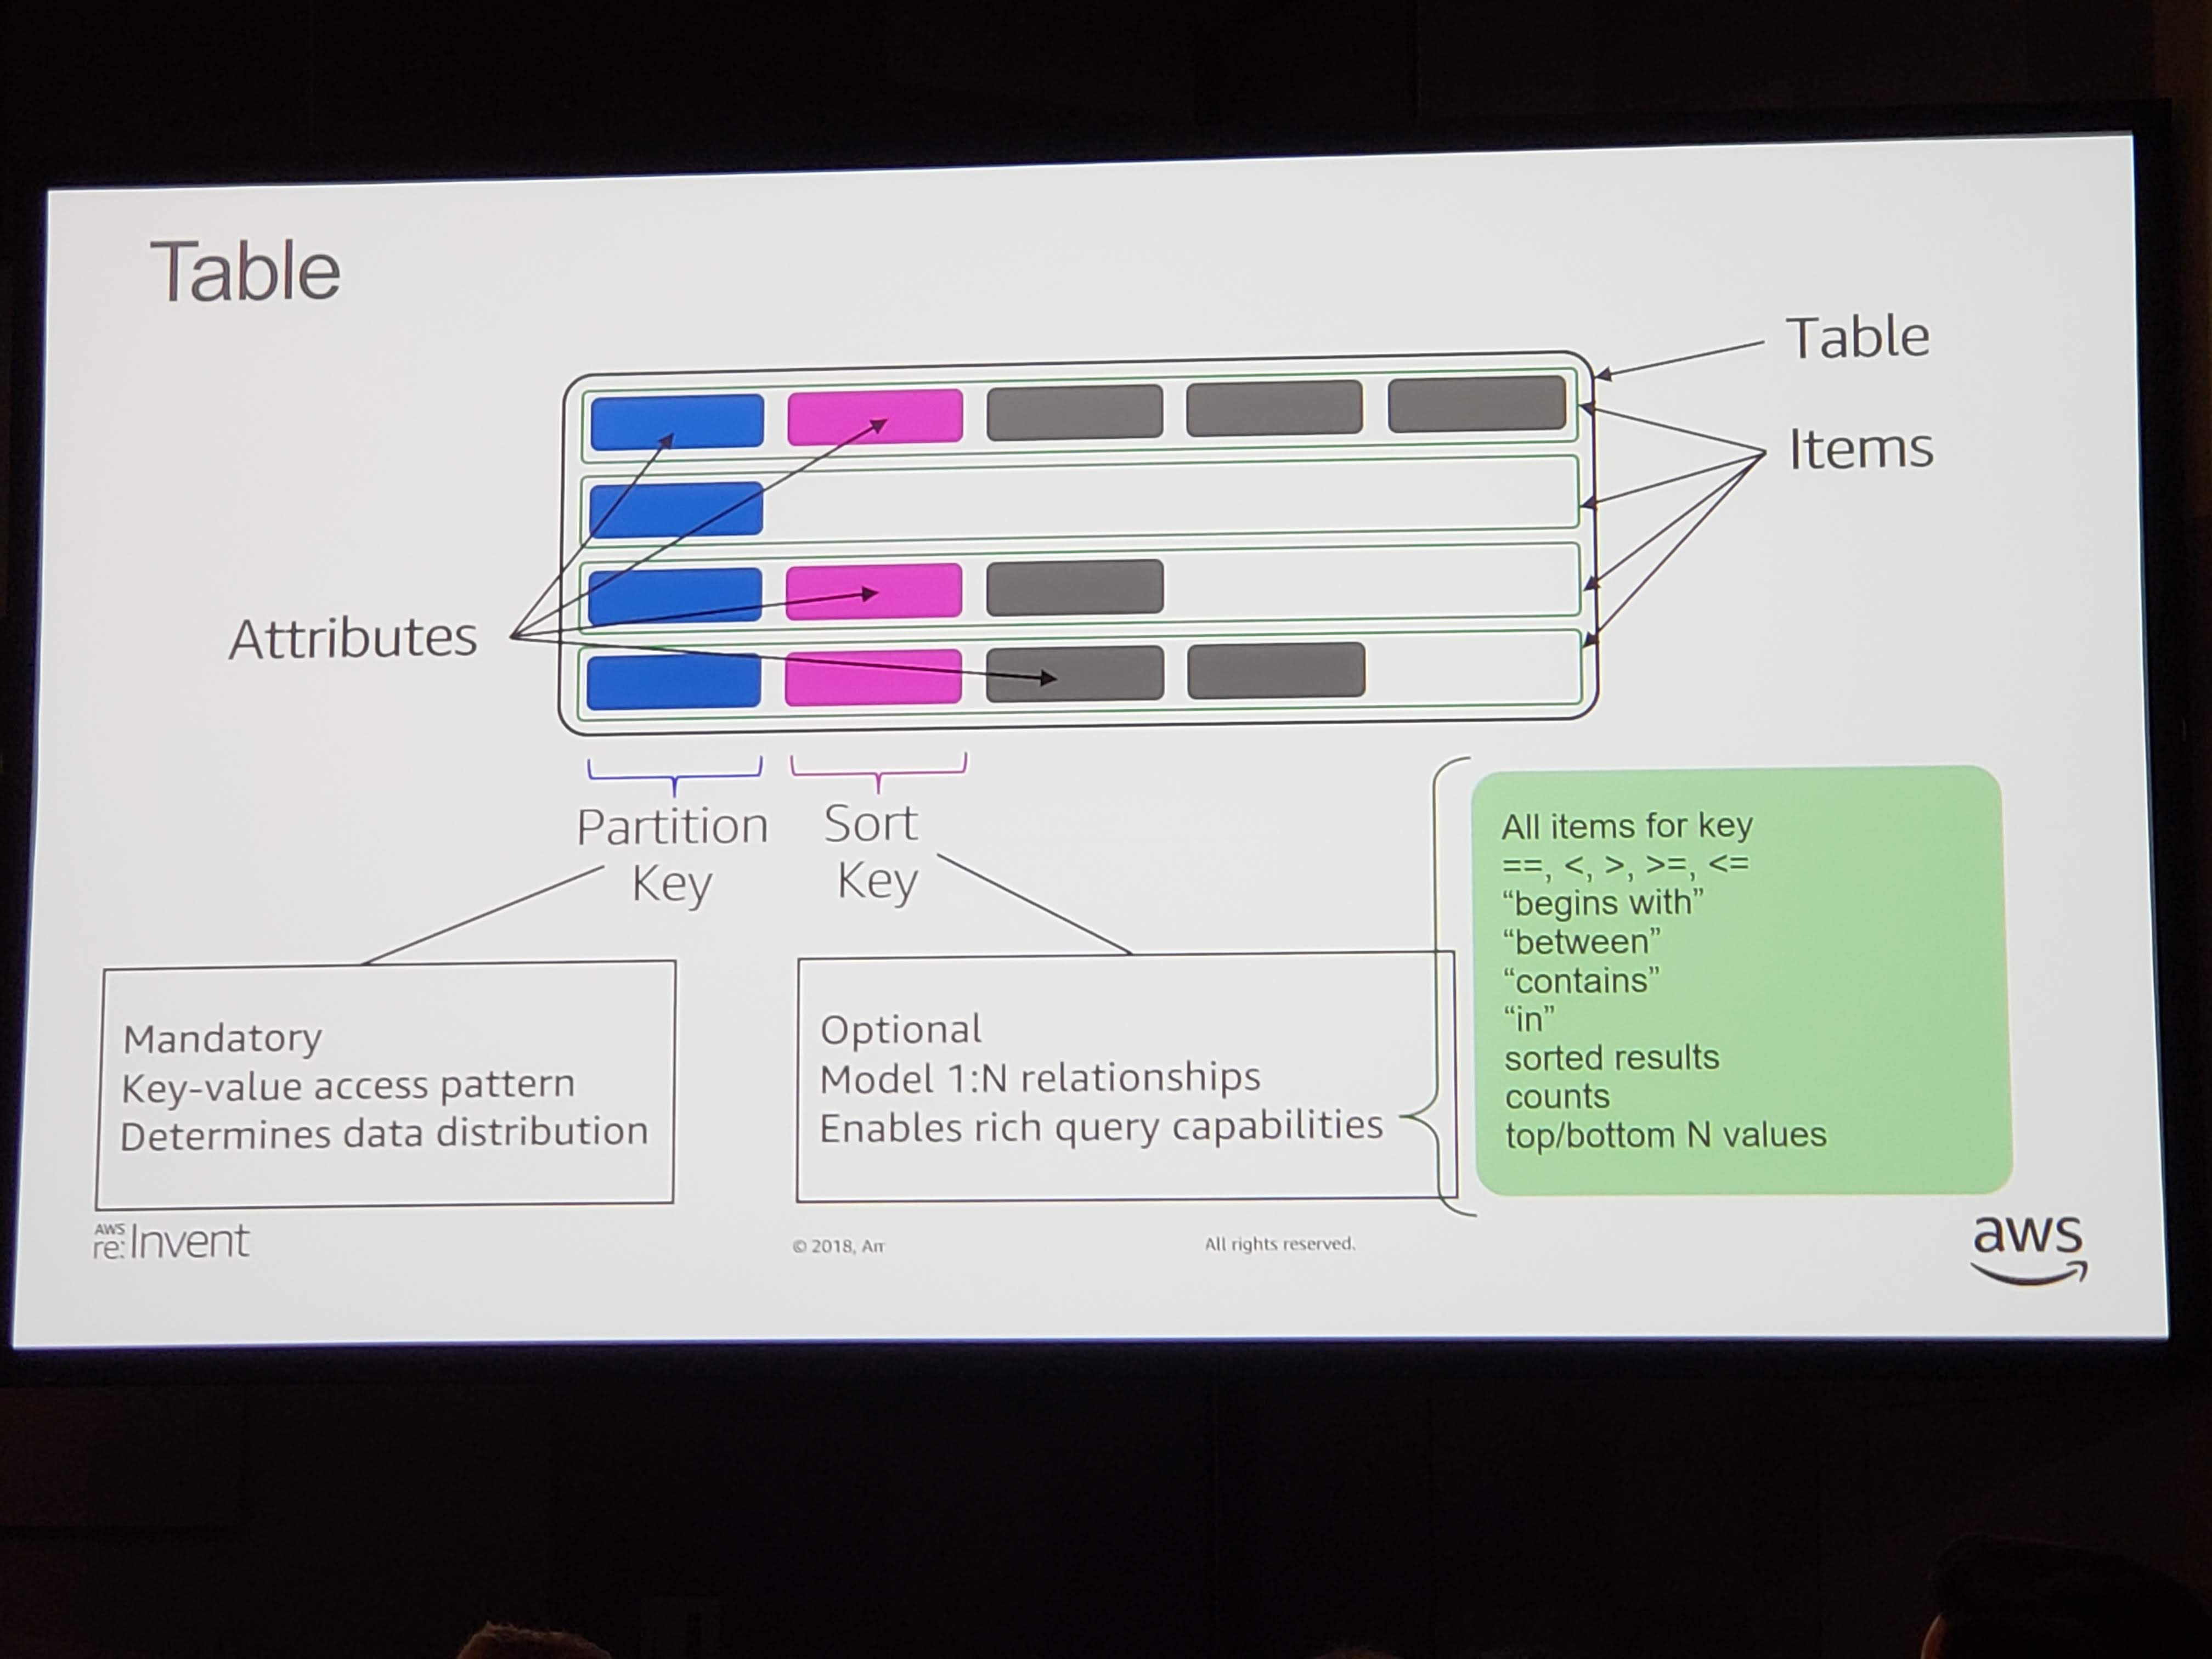 Table
Table
Items
Attributes
Partition
Key
Sort
Key
Mandatory
Key-value access pattern
Determines data distribution
Optional
Model 1:N relationships
Enables rich query capabilities
All items for key
==, <, >, >=, <=
“begins with”
“between”
“contains”
“in”
sorted results
counts
top/bottom N values
AWS
re:Invent
© 2018, Am
All rights reserved.
aws